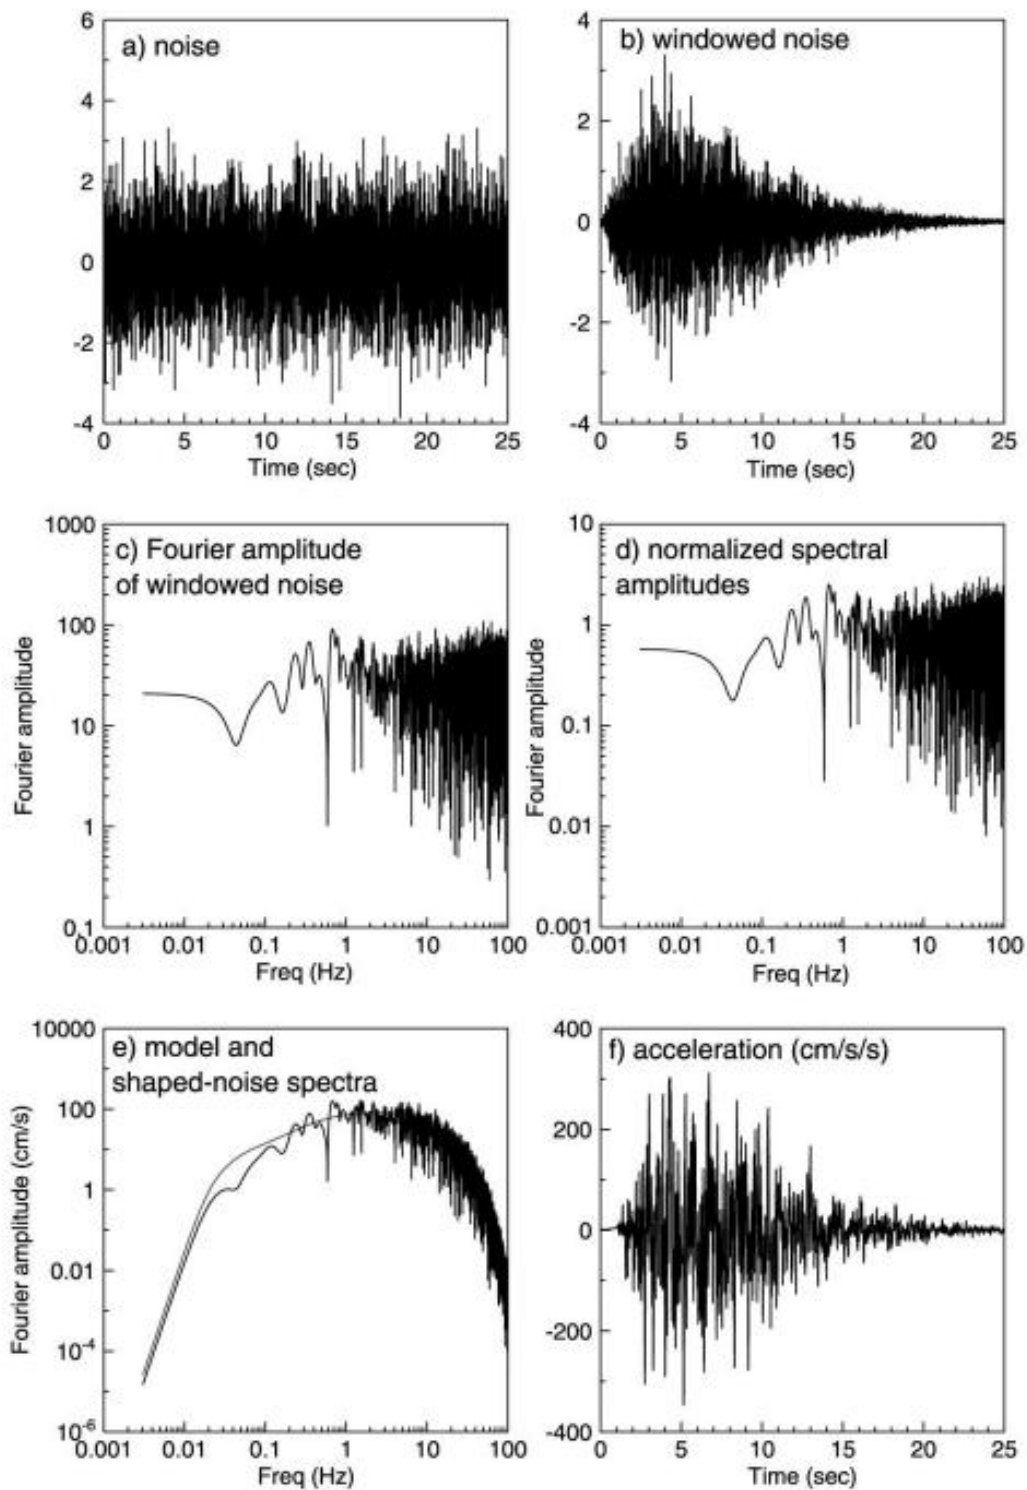 a) noise
6
4
2
0
-2
-4
0 5 10 15 20 25
Time (sec)
b) windowed noise
4
2
0
-2
-4
0 5 10 15 20 25
Time (sec)
c) Fourier amplitude
of windowed noise
Fourier amplitude
1000
100
10
1
0.1
0.001 0.01 0.1 1 10 100
Freq (Hz)
d) normalized spectral
amplitudes
Fourier amplitude
10
1
0.1
0.01
0.001
0.001 0.01 0.1 1 10 100
Freq (Hz)
e) model and
shaped-noise spectra
Fourier amplitude (cm/s)
10000
100
1
0.01
10-4
10-6
0.001 0.01 0.1 1 10 100
Freq (Hz)
f) acceleration (cm/s/s)
400
200
0
-200
-400
0 5 10 15 20 25
Time (sec)